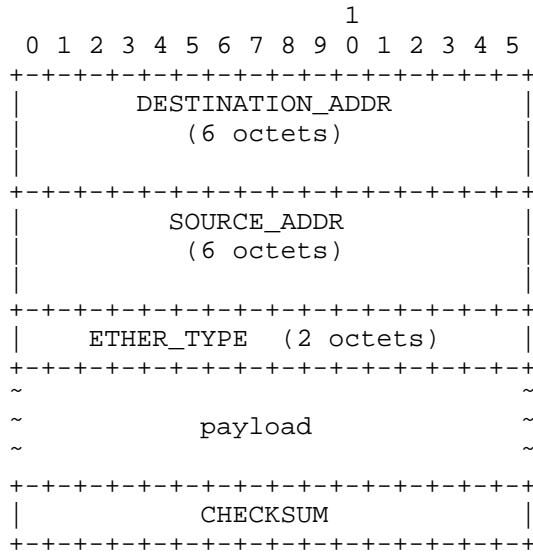 1
 0 1 2 3 4 5 6 7 8 9 0 1 2 3 4 5
+-+-+-+-+-+-+-+-+-+-+-+-+-+-+-+-+
|       DESTINATION_ADDR        |
|          (6 octets)           |
|                               |
+-+-+-+-+-+-+-+-+-+-+-+-+-+-+-+-+
|         SOURCE_ADDR           |
|          (6 octets)           |
|                               |
+-+-+-+-+-+-+-+-+-+-+-+-+-+-+-+-+
|    ETHER_TYPE  (2 octets)     |
+-+-+-+-+-+-+-+-+-+-+-+-+-+-+-+-+
~                               ~
~           payload             ~
~                               ~
+-+-+-+-+-+-+-+-+-+-+-+-+-+-+-+-+
|           CHECKSUM            |
+-+-+-+-+-+-+-+-+-+-+-+-+-+-+-+-+